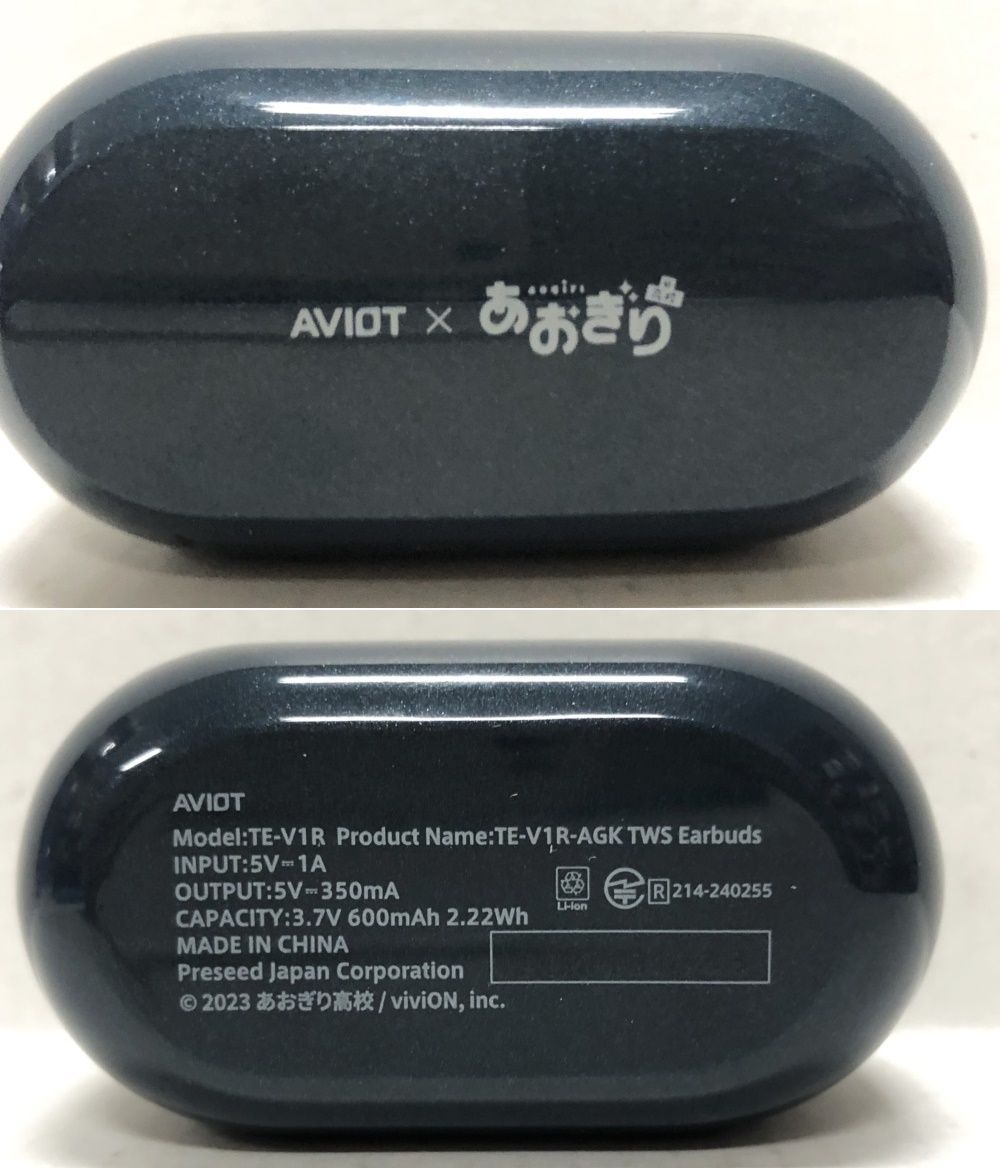 AVIOT × あおぎり
AVIOT
Model:TE-V1R Product Name:TE-V1R-AGK TWS Earbuds
INPUT:5V⎓1A
OUTPUT:5V⎓350mA
CAPACITY:3.7V 600mAh 2.22Wh
Li-ion
R 214-240255
MADE IN CHINA
Preseed Japan Corporation
© 2023 あおぎり高校 / viviON, inc.